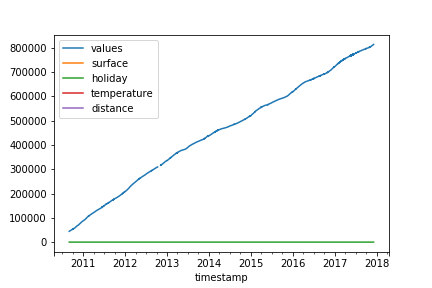 800000
700000
600000
500000
400000
300000
200000
100000
0
values
surface
holiday
temperature
distance
2011 2012 2013 2014 2015 2016 2017 2018
timestamp